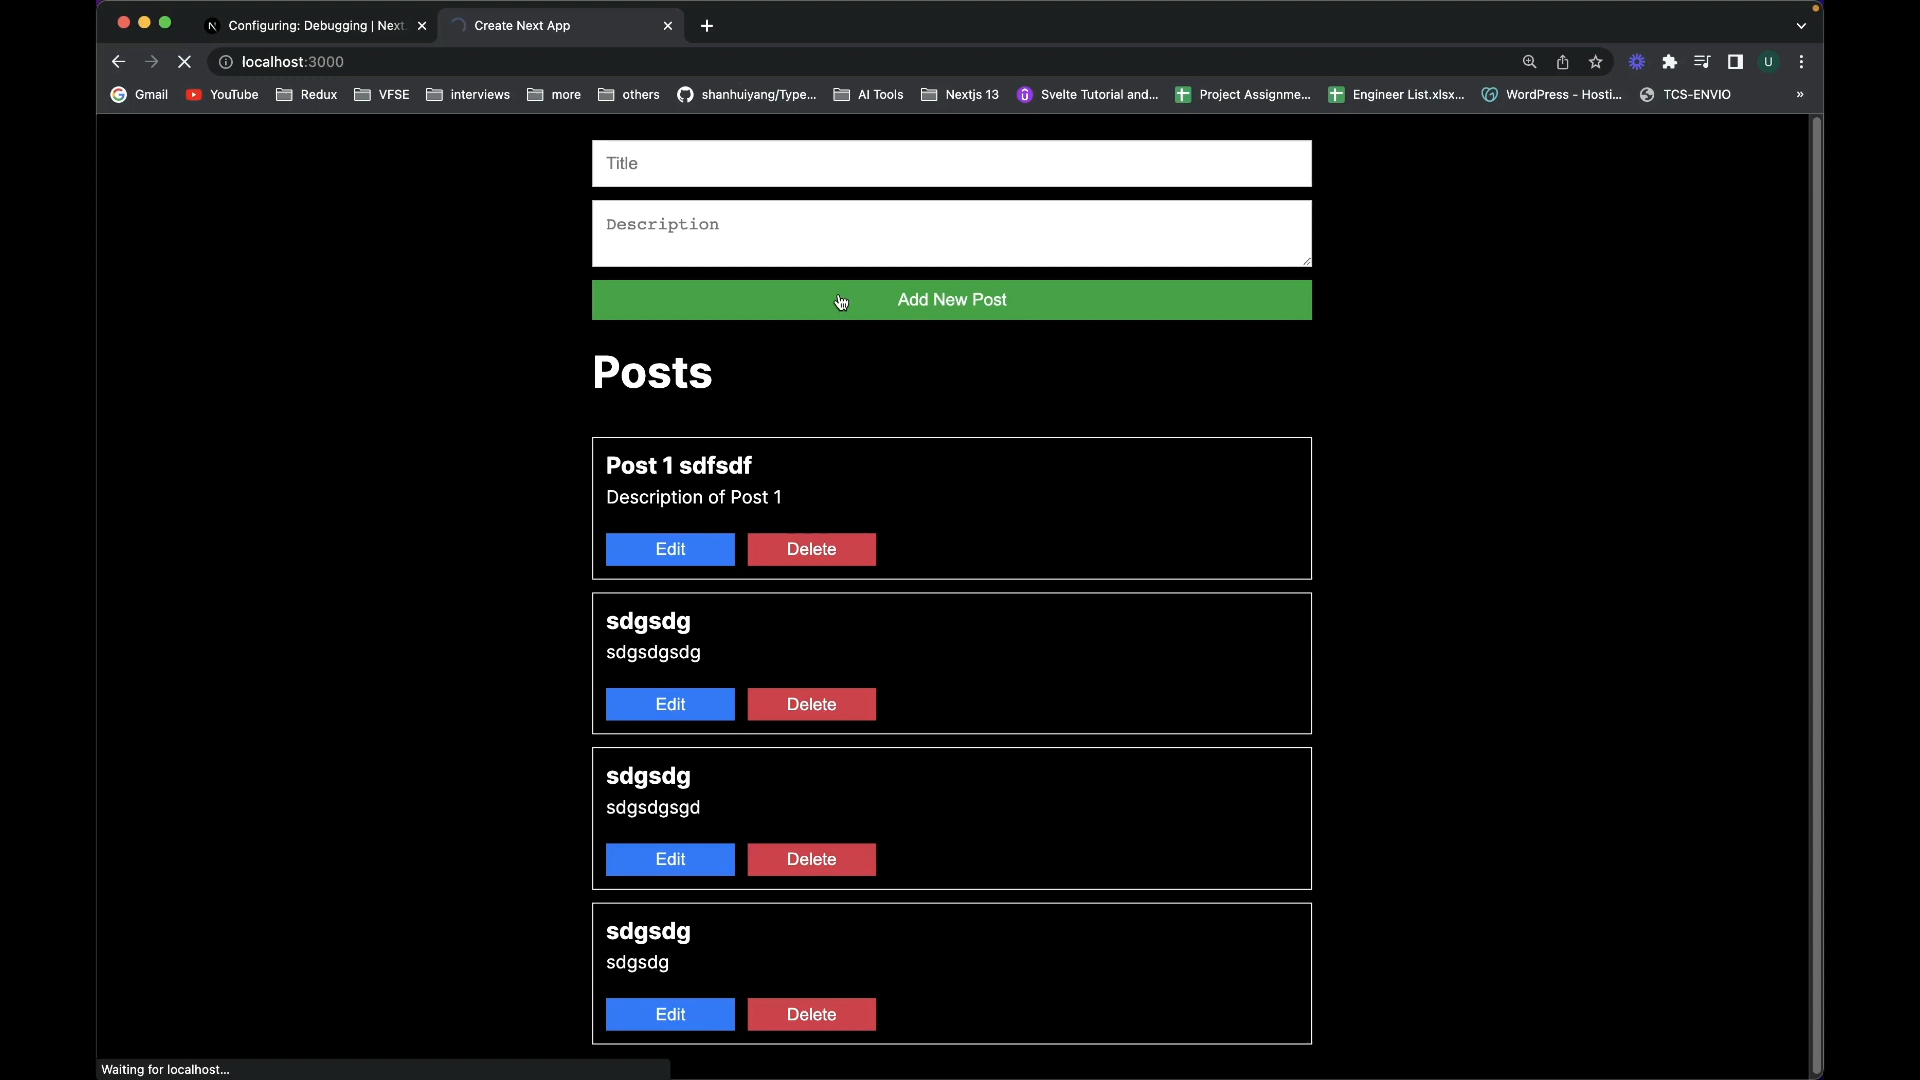 Configuring: Debugging | Next
Create Next App
localhost:3000
U
Gmail
YouTube
Redux
VFSE
interviews
more
others
shanhuiyang/Type...
AI Tools
Nextjs 13
Svelte Tutorial and...
Project Assignme...
Engineer List.xlsx...
WordPress - Hosti...
TCS-ENVIO
»
Title
Description
Add New Post
Posts
Post 1 sdfsdf
Description of Post 1
Edit
Delete
sdgsdg
sdgsdgsdg
Edit
Delete
sdgsdg
sdgsdgsgd
Edit
Delete
sdgsdg
sdgsdg
Edit
Delete
Waiting for localhost...